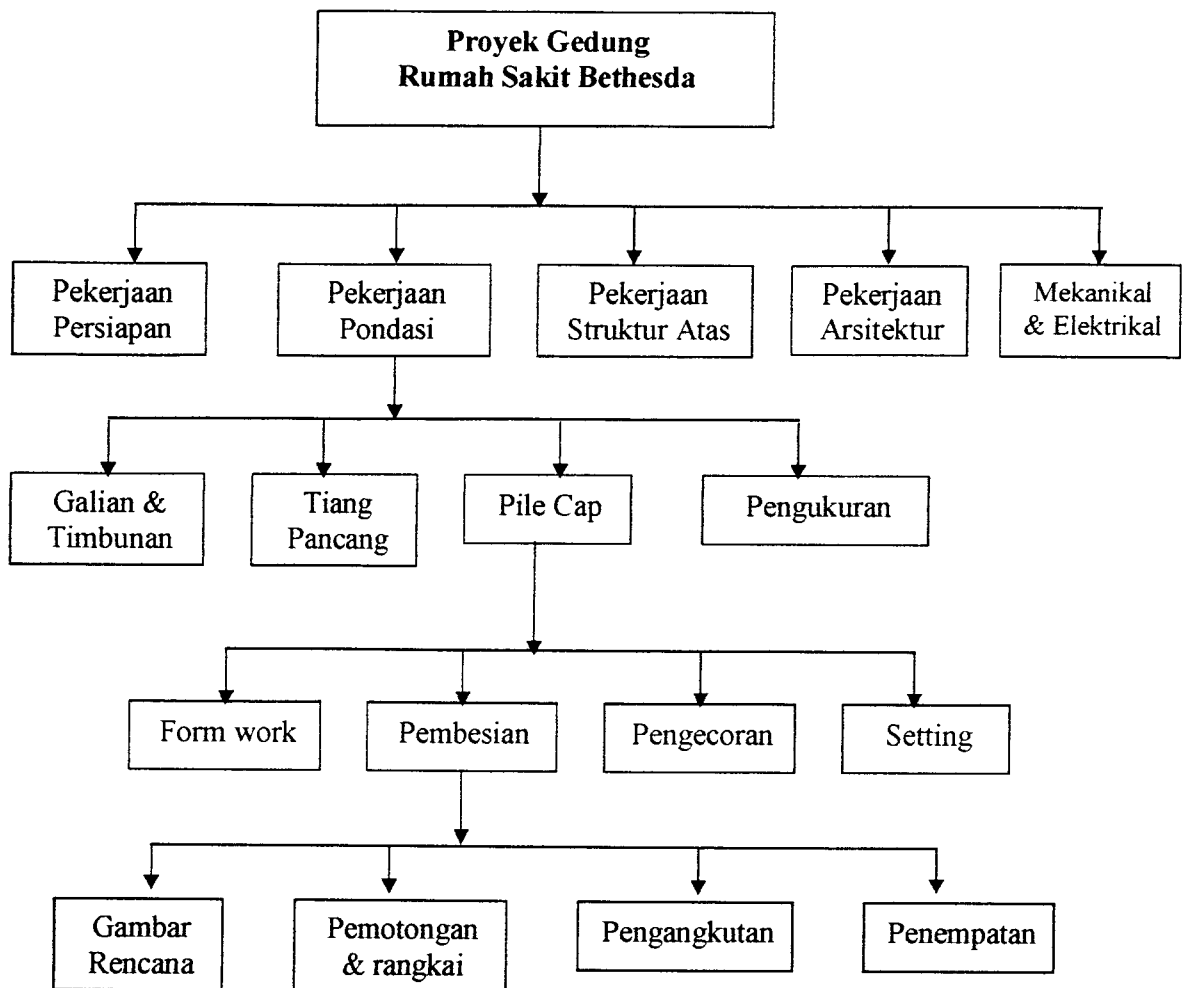 Proyek Gedung
Rumah Sakit Bethesda
Pekerjaan
Persiapan
Pekerjaan
Pondasi
Pekerjaan
Struktur Atas
Pekerjaan
Arsitektur
Mekanikal
& Elektrikal
Galian &
Timbunan
Tiang
Pancang
Pile Cap
Pengukuran
Form work
Pembesian
Pengecoran
Setting
Gambar
Rencana
Pemotongan
& rangkai
Pengangkutan
Penempatan